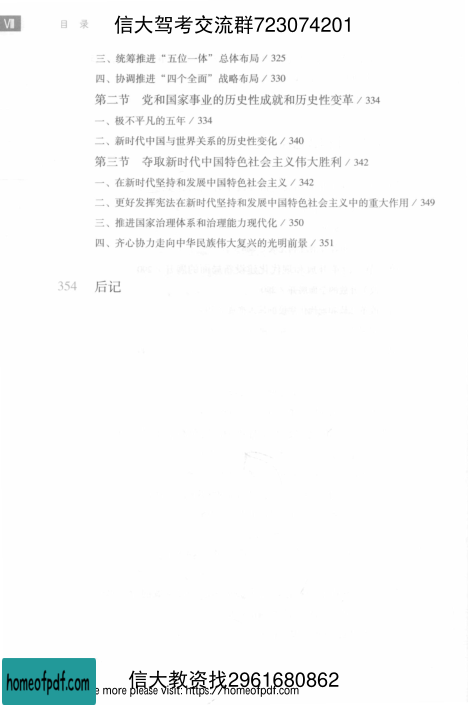 VIII 目 录 信大驾考交流群723074201
三、统筹推进“五位一体”总体布局 / 325
四、协调推进“四个全面”战略布局 / 330
第二节 党和国家事业的历史性成就和历史性变革 / 334
一、极不平凡的五年 / 334
二、新时代中国与世界关系的历史性变化 / 340
第三节 夺取新时代中国特色社会主义伟大胜利 / 342
一、在新时代坚持和发展中国特色社会主义 / 342
二、更好发挥宪法在新时代坚持和发展中国特色社会主义中的重大作用 / 349
三、推进国家治理体系和治理能力现代化 / 350
四、齐心协力走向中华民族伟大复兴的光明前景 / 351
354 后记
信大教资找2961680862
homeofpdf.com
more please visit: https://homeofpdf.com